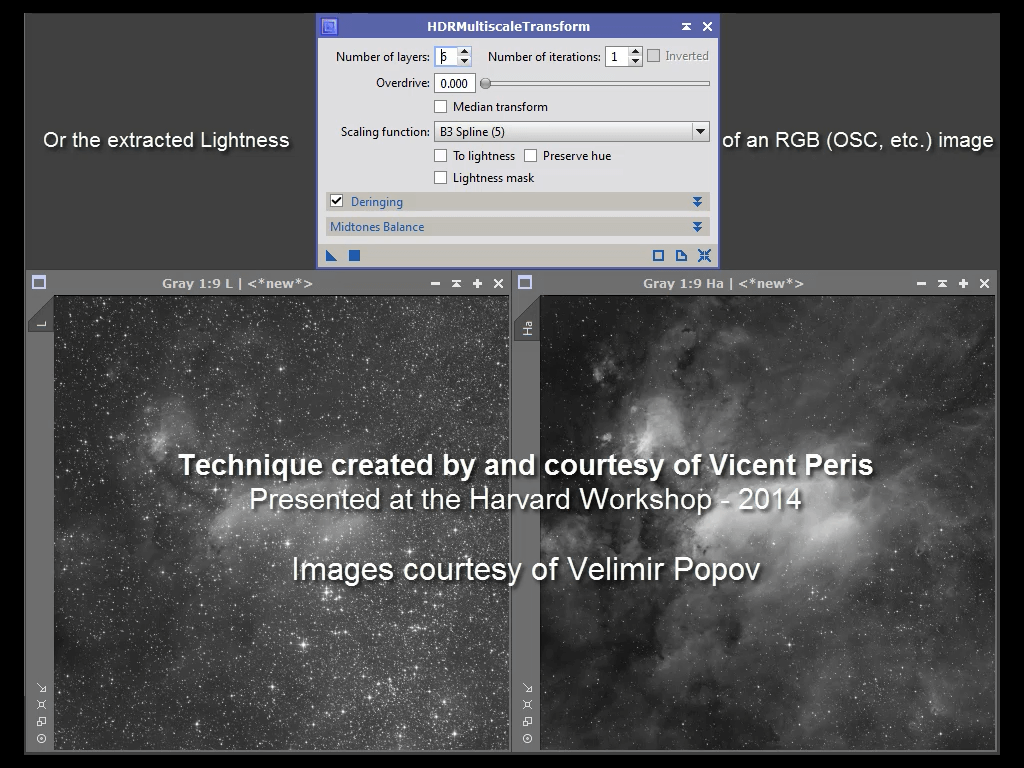 HDRMultiscaleTransform
Number of layers: 6 Number of iterations: 1 Inverted
Overdrive: 0.000
Median transform
Or the extracted Lightness
Scaling function: B3 Spline (5)
of an RGB (OSC, etc.) image
To lightness Preserve hue
Lightness mask
Deringing
Midtones Balance
Gray 1:9 L | <*new*>
Gray 1:9 Ha | <*new*>
L
Ha
Technique created by and courtesy of Vicent Peris
Presented at the Harvard Workshop - 2014
Images courtesy of Velimir Popov